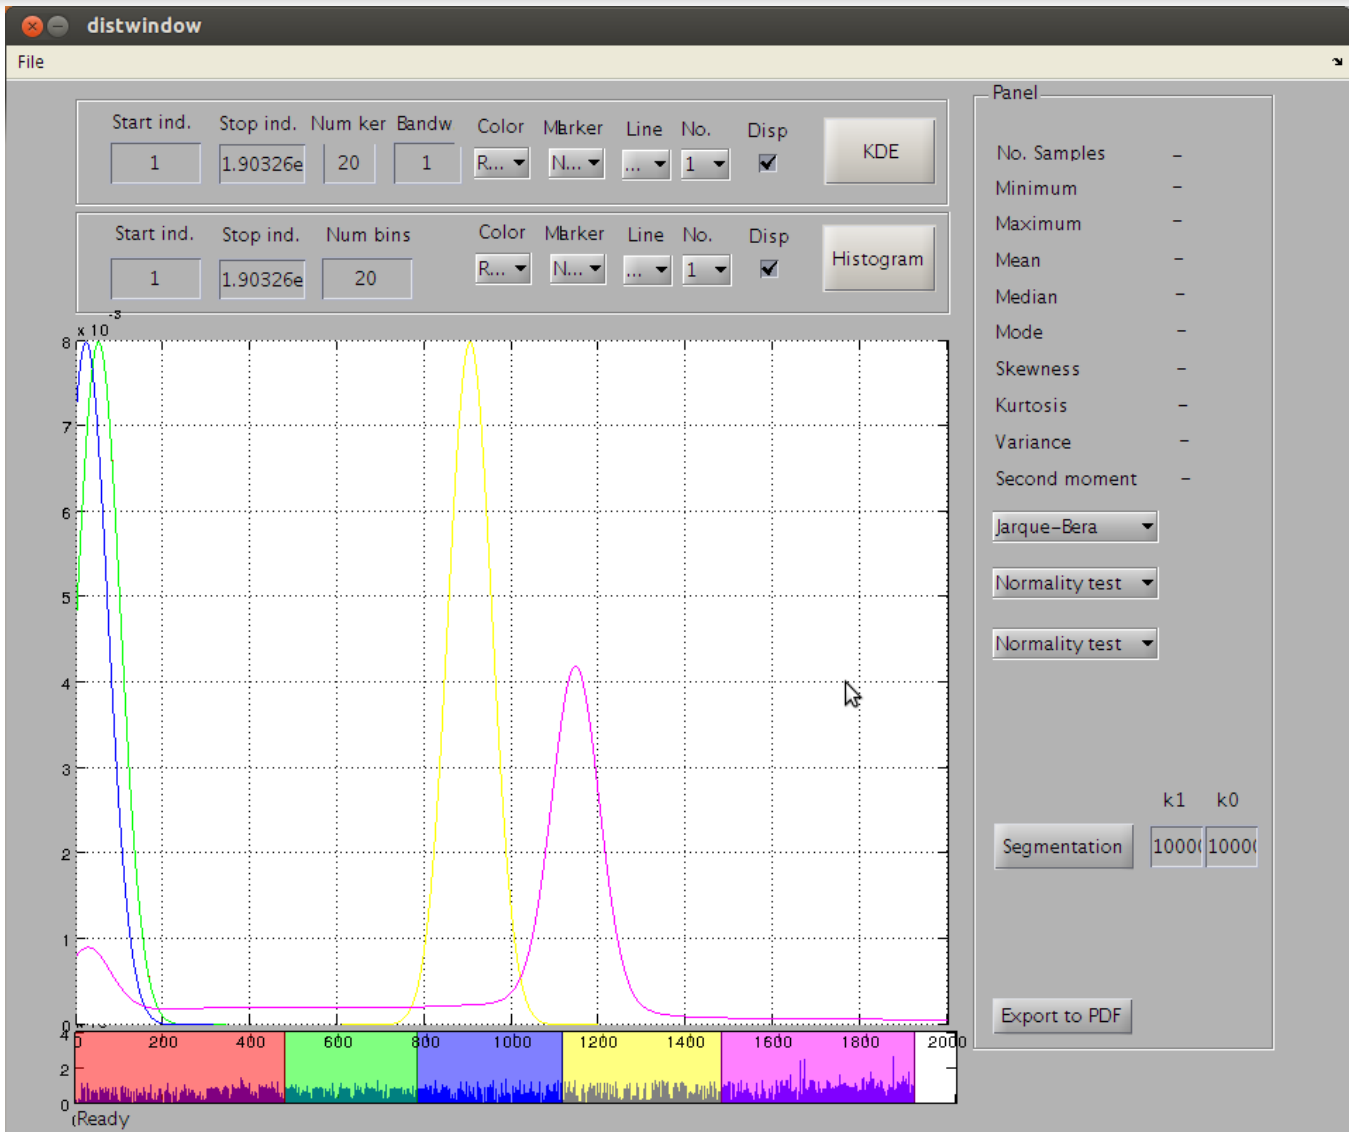 distwindow
File
Start ind. Stop ind. Num ker Bandw Color Marker Line No. Disp
1 1.90326e 20 1 R... N... ... 1 KDE
Start ind. Stop ind. Num bins Color Marker Line No. Disp
1 1.90326e 20 R... N... ... 1 Histogram
x 10 -3
8
7
6
5
4
3
2
1
0
0 200 400 600 800 1000 1200 1400 1600 1800 2000
4
2
0
Ready
Panel
No. Samples –
Minimum –
Maximum –
Mean –
Median –
Mode –
Skewness –
Kurtosis –
Variance –
Second moment –
Jarque–Bera
Normality test
Normality test
k1 k0
Segmentation 1000 1000
Export to PDF